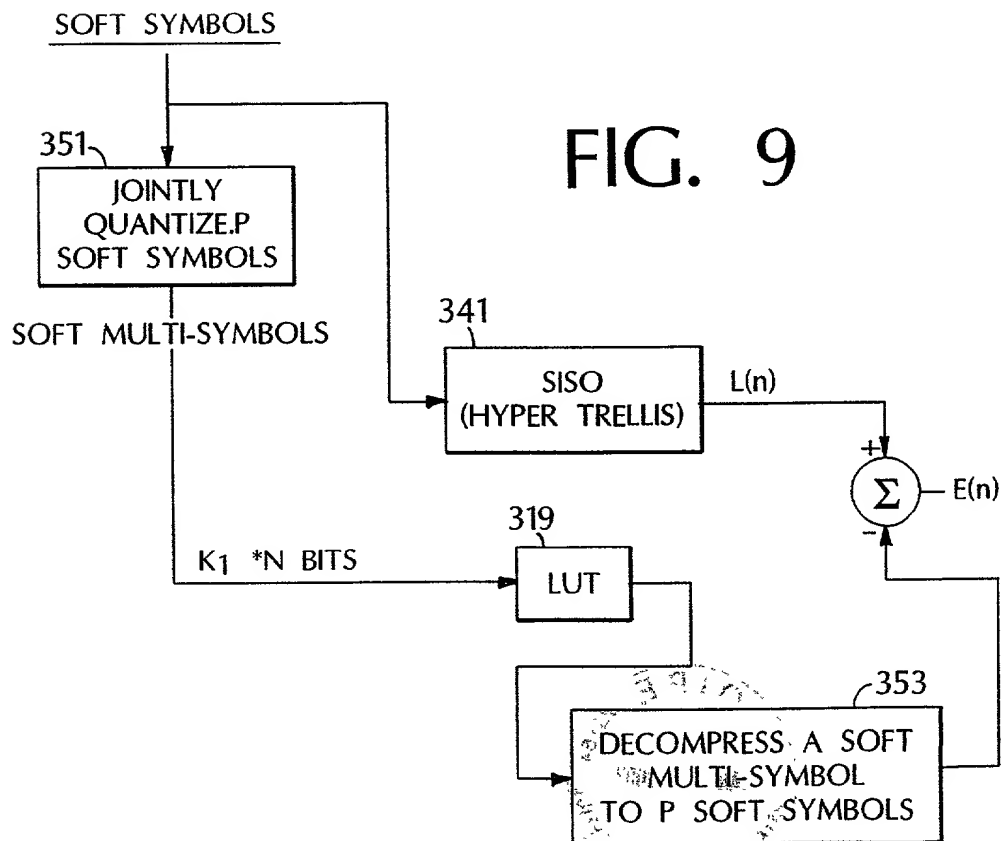 SOFT SYMBOLS
FIG. 9
351
JOINTLY
QUANTIZE.P
SOFT SYMBOLS
SOFT MULTI-SYMBOLS
341
SISO
(HYPER TRELLIS)
L(n)
+
Σ
E(n)
-
319
K1 *N BITS
LUT
353
DECOMPRESS A SOFT
MULTI-SYMBOL
TO P SOFT SYMBOLS